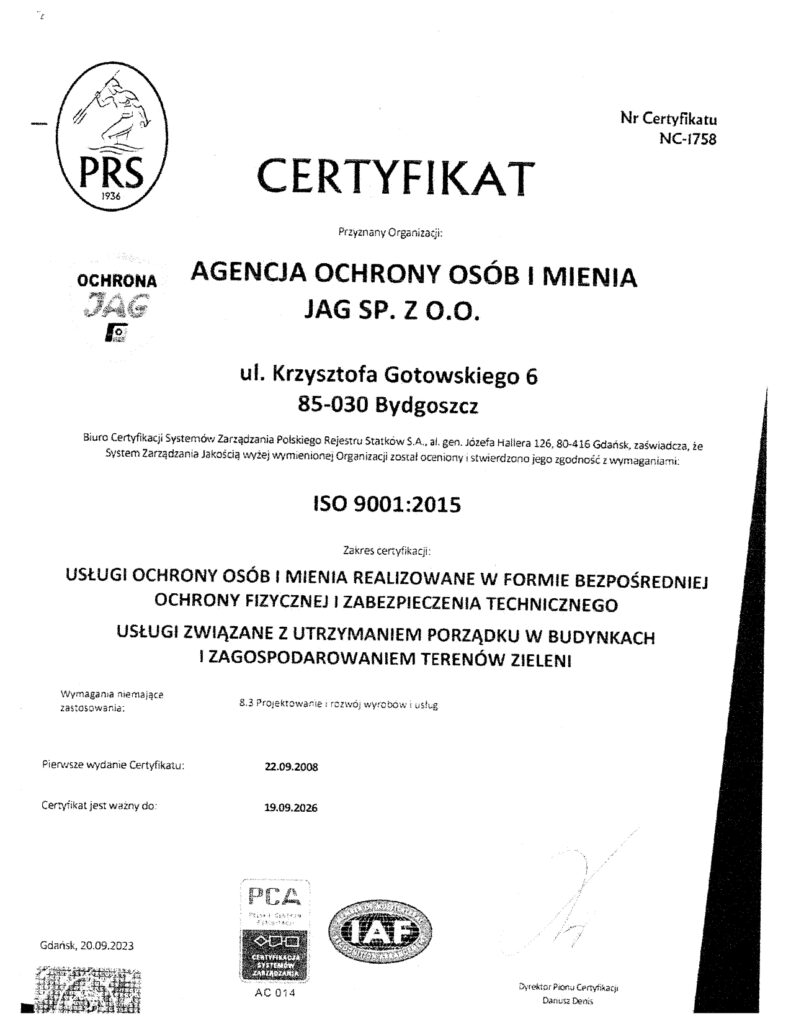 Nr Certyfikatu
NC-1758
PRS
1936
CERTYFIKAT
Przyznany Organizacji:
OCHRONA
JAG
AGENCJA OCHRONY OSÓB I MIENIA
JAG SP. Z O.O.
ul. Krzysztofa Gotowskiego 6
85-030 Bydgoszcz
Biuro Certyfikacji Systemów Zarządzania Polskiego Rejestru Statków S.A., al. gen. Józefa Hallera 126, 80-416 Gdańsk, zaświadcza, że
System Zarządzania Jakością wyżej wymienionej Organizacji został oceniony i stwierdzono jego zgodność z wymaganiami:
ISO 9001:2015
Zakres certyfikacji:
USŁUGI OCHRONY OSÓB I MIENIA REALIZOWANE W FORMIE BEZPOŚREDNIEJ
OCHRONY FIZYCZNEJ I ZABEZPIECZENIA TECHNICZNEGO
USŁUGI ZWIĄZANE Z UTRZYMANIEM PORZĄDKU W BUDYNKACH
I ZAGOSPODAROWANIEM TERENÓW ZIELENI
Wymagania niemające
zastosowania:
8.3 Projektowanie i rozwój wyrobów i usług
Pierwsze wydanie Certyfikatu:
22.09.2008
Certyfikat jest ważny do:
19.09.2026
PCA
CERTYFIKACJA
SYSTEMÓW
ZARZĄDZANIA
AC 014
IAF
Gdańsk, 20.09.2023
Dyrektor Pionu Certyfikacji
Danusz Denis